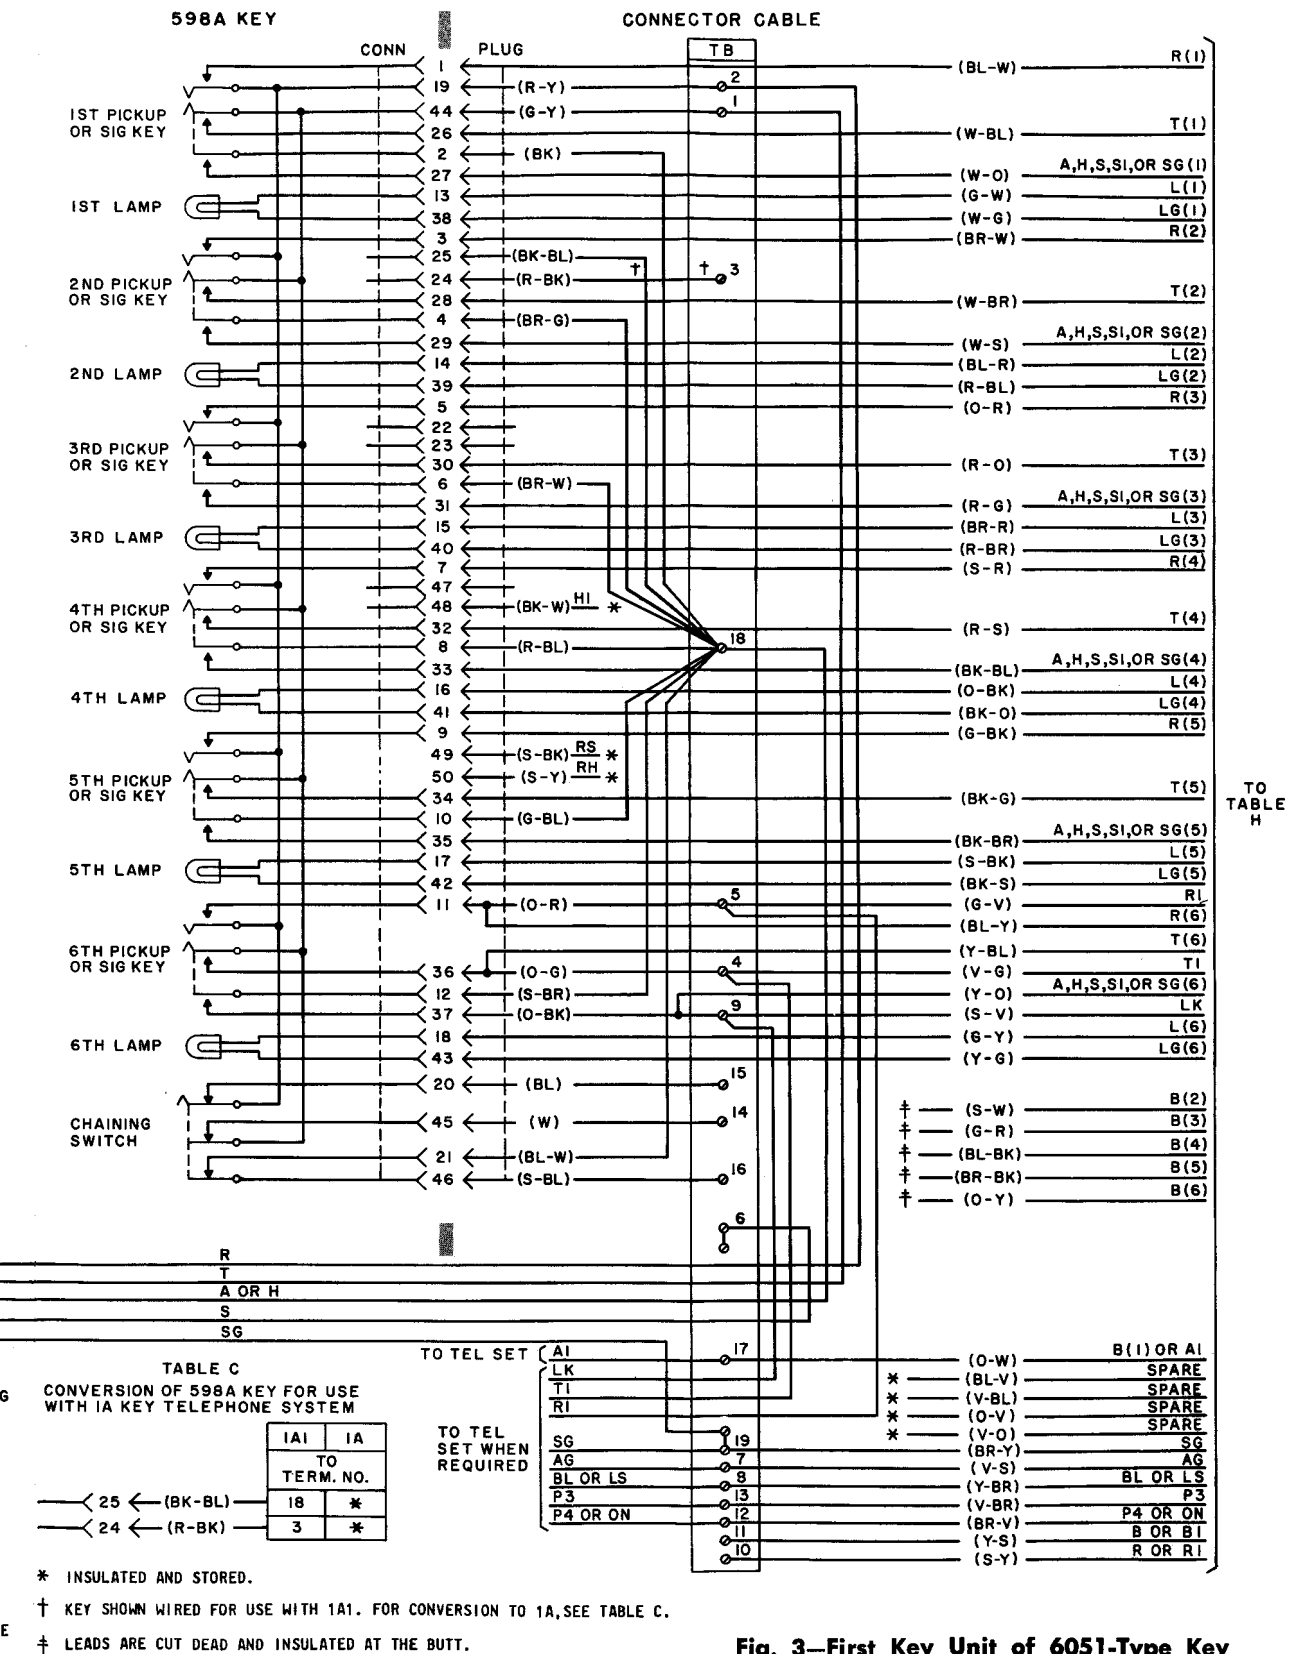 598A KEY
CONNECTOR CABLE
CONN
PLUG
TB
1 (BL-W) R(1)
19 (R-Y) 2
1ST PICKUP
OR SIG KEY
44 (G-Y) 1
26 (W-BL) T(1)
2 (BK)
27 (W-O) A,H,S,S1,OR SG(1)
1ST LAMP
13 (G-W) L(1)
38 (W-G) LG(1)
3 (BR-W) R(2)
25 (BK-BL) †
2ND PICKUP
OR SIG KEY
24 (R-BK) † 3
28 (W-BR) T(2)
4 (BR-G)
29 (W-S) A,H,S,S1,OR SG(2)
2ND LAMP
14 (BL-R) L(2)
39 (R-BL) LG(2)
5 (O-R) R(3)
22
3RD PICKUP
OR SIG KEY
23
30 (R-O) T(3)
6 (BR-W)
31 (R-G) A,H,S,S1,OR SG(3)
3RD LAMP
15 (BR-R) L(3)
40 (R-BR) LG(3)
7 (S-R) R(4)
47
4TH PICKUP
OR SIG KEY
48 (BK-W) H1 *
32 (R-S) T(4)
8 (R-BL) 18
33 (BK-BL) A,H,S,S1,OR SG(4)
4TH LAMP
16 (O-BK) L(4)
41 (BK-O) LG(4)
9 (G-BK) R(5)
49 (S-BK) RS *
5TH PICKUP
OR SIG KEY
50 (S-Y) RH *
34 (BK-G) T(5)
10 (G-BL)
35 (BK-BR) A,H,S,S1,OR SG(5)
5TH LAMP
17 (S-BK) L(5)
42 (BK-S) LG(5)
11 (O-R) 5 (G-V) R1
(BL-Y) R(6)
6TH PICKUP
OR SIG KEY
(Y-BL) T(6)
36 (O-G) 4 (V-G) T1
12 (S-BR) (Y-O) A,H,S,S1,OR SG(6)
37 (O-BK) 9 (S-V) LK
6TH LAMP
18 (G-Y) L(6)
43 (Y-G) LG(6)
20 (BL) 15
CHAINING
SWITCH
45 (W) 14
21 (BL-W)
46 (S-BL) 16
‡ (S-W) B(2)
‡ (G-R) B(3)
‡ (BL-BK) B(4)
‡ (BR-BK) B(5)
‡ (O-Y) B(6)
TO
TABLE
H
6
R
T
A OR H
S
SG
TO TEL SET
A1 17 (O-W) B(1) OR A1
LK * (BL-V) SPARE
T1 * (V-BL) SPARE
R1 * (O-V) SPARE
* (V-O) SPARE
TO TEL
SET WHEN
REQUIRED
SG 19 (BR-Y) SG
AG 7 (V-S) AG
BL OR LS 8 (Y-BR) BL OR LS
P3 13 (V-BR) P3
P4 OR ON 12 (BR-V) P4 OR ON
11 (Y-S) B OR B1
10 (S-Y) R OR R1
G
TABLE C
CONVERSION OF 598A KEY FOR USE
WITH 1A KEY TELEPHONE SYSTEM
1A1 1A
TO
TERM. NO.
25 (BK-BL) 18 *
24 (R-BK) 3 *
* INSULATED AND STORED.
† KEY SHOWN WIRED FOR USE WITH 1A1. FOR CONVERSION TO 1A, SEE TABLE C.
E
‡ LEADS ARE CUT DEAD AND INSULATED AT THE BUTT.
Fig. 3—First Key Unit of 6051-Type Key